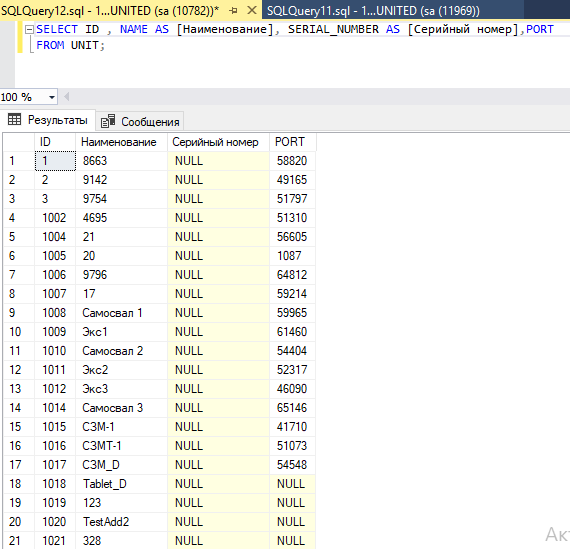 SQLQuery12.sql - 1...UNITED (sa (10782))* SQLQuery11.sql - 1...UNITED (sa (11969))
SELECT ID , NAME AS [Наименование], SERIAL_NUMBER AS [Серийный номер],PORT
FROM UNIT;
100 %
Результаты Сообщения
ID Наименование Серийный номер PORT
1 1 8663 NULL 58820
2 2 9142 NULL 49165
3 3 9754 NULL 51797
4 1002 4695 NULL 51310
5 1004 21 NULL 56605
6 1005 20 NULL 1087
7 1006 9796 NULL 64812
8 1007 17 NULL 59214
9 1008 Самосвал 1 NULL 59965
10 1009 Экс1 NULL 61460
11 1010 Самосвал 2 NULL 54404
12 1011 Экс2 NULL 52317
13 1012 Экс3 NULL 46090
14 1014 Самосвал 3 NULL 65146
15 1015 СЗМ-1 NULL 41710
16 1016 СЗМТ-1 NULL 51073
17 1017 СЗМ_D NULL 54548
18 1018 Tablet_D NULL NULL
19 1019 123 NULL NULL
20 1020 TestAdd2 NULL NULL
21 1021 328 NULL NULL
Ак